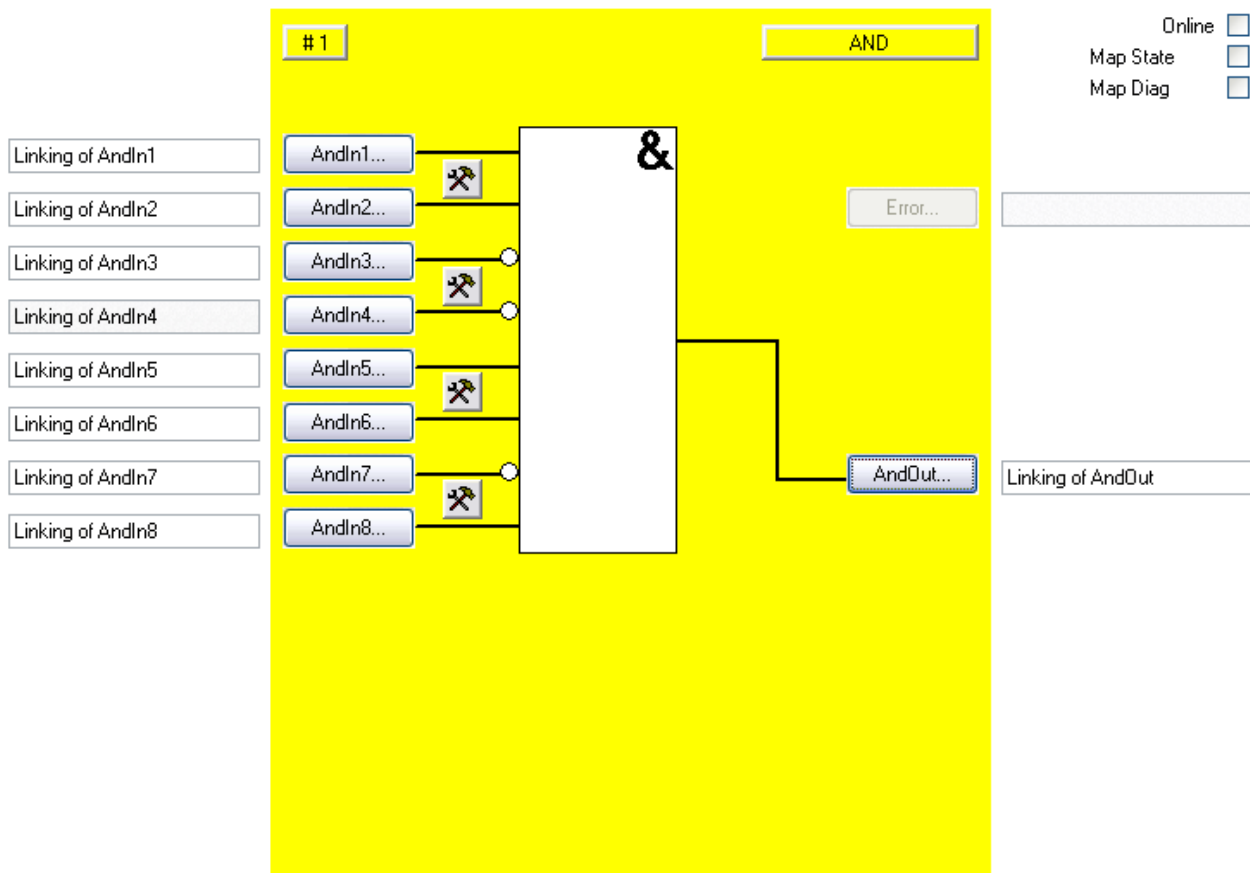 # 1
AND
Online
Map State
Map Diag
&
Linking of AndIn1
AndIn1...
Linking of AndIn2
AndIn2...
Error...
Linking of AndIn3
AndIn3...
Linking of AndIn4
AndIn4...
Linking of AndIn5
AndIn5...
Linking of AndIn6
AndIn6...
Linking of AndIn7
AndIn7...
AndOut...
Linking of AndOut
Linking of AndIn8
AndIn8...